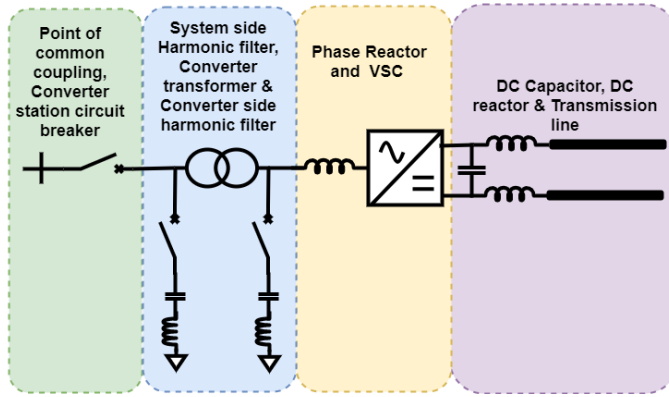 Point of
common
coupling,
Converter
station circuit
breaker
System side
Harmonic filter,
Converter
transformer &
Converter side
harmonic filter
Phase Reactor
and VSC
DC Capacitor, DC
reactor & Transmission
line